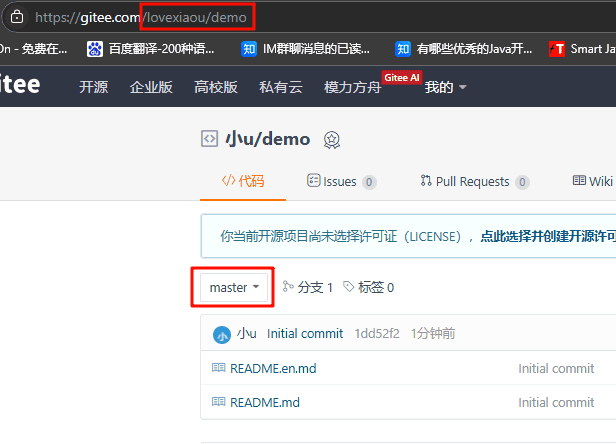 https://gitee.com/lovexiaou/demo
On - 免费在... 百度翻译-200种语... 知 IM群聊消息的已读... 知 有哪些优秀的Java开... T Smart Ja
itee 开源 企业版 高校版 私有云 模力方舟 Gitee AI 我的
小u/demo
代码 Issues 0 Pull Requests 0 Wiki
你当前开源项目尚未选择许可证（LICENSE），点此选择并创建开源许可
master 分支 1 标签 0
小 小u Initial commit 1dd52f2 1分钟前
README.en.md Initial commit
README.md Initial commit